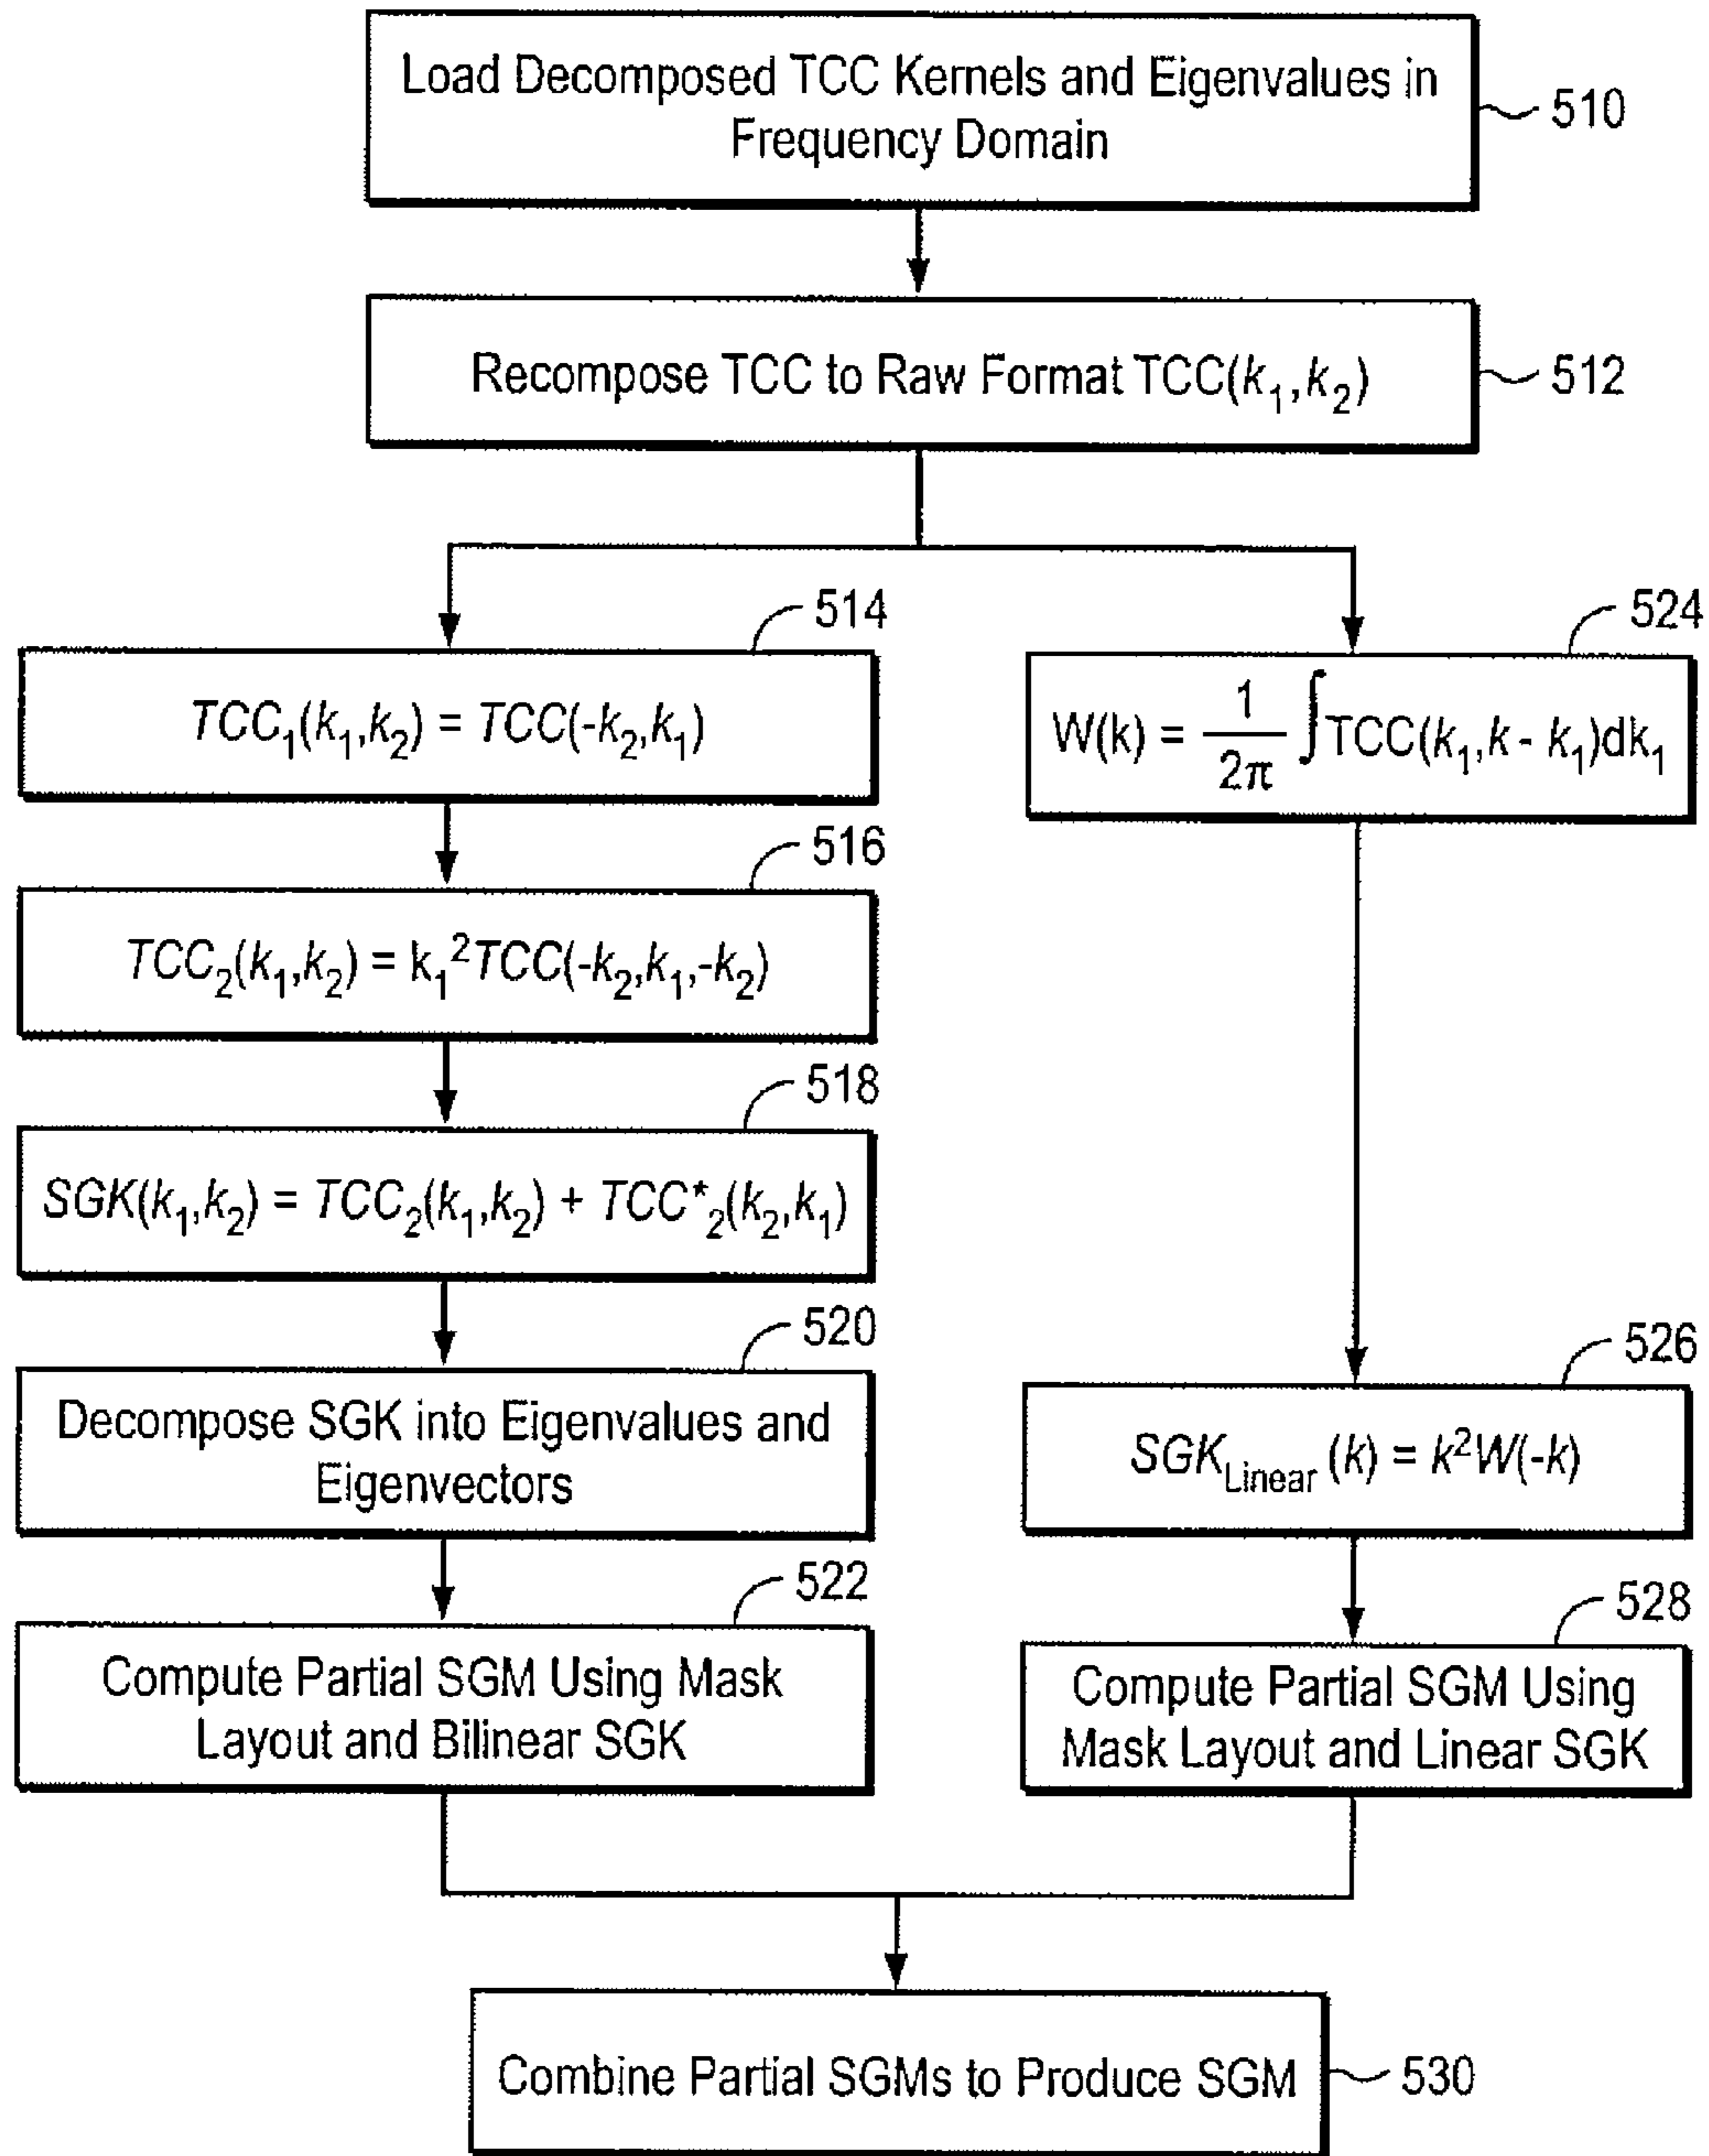 Load Decomposed TCC Kernels and Eigenvalues in
Frequency Domain
510
Recompose TCC to Raw Format TCC(k₁,k₂)
512
514
TCC₁(k₁,k₂) = TCC(-k₂,k₁)
516
TCC₂(k₁,k₂) = k₁²TCC(-k₂,k₁,-k₂)
518
SGK(k₁,k₂) = TCC₂(k₁,k₂) + TCC*₂(k₂,k₁)
520
Decompose SGK into Eigenvalues and
Eigenvectors
522
Compute Partial SGM Using Mask
Layout and Bilinear SGK
524
W(k) = 1/2π ∫TCC(k₁,k - k₁)dk₁
526
SGK_Linear (k) = k²W(-k)
528
Compute Partial SGM Using
Mask Layout and Linear SGK
Combine Partial SGMs to Produce SGM
530